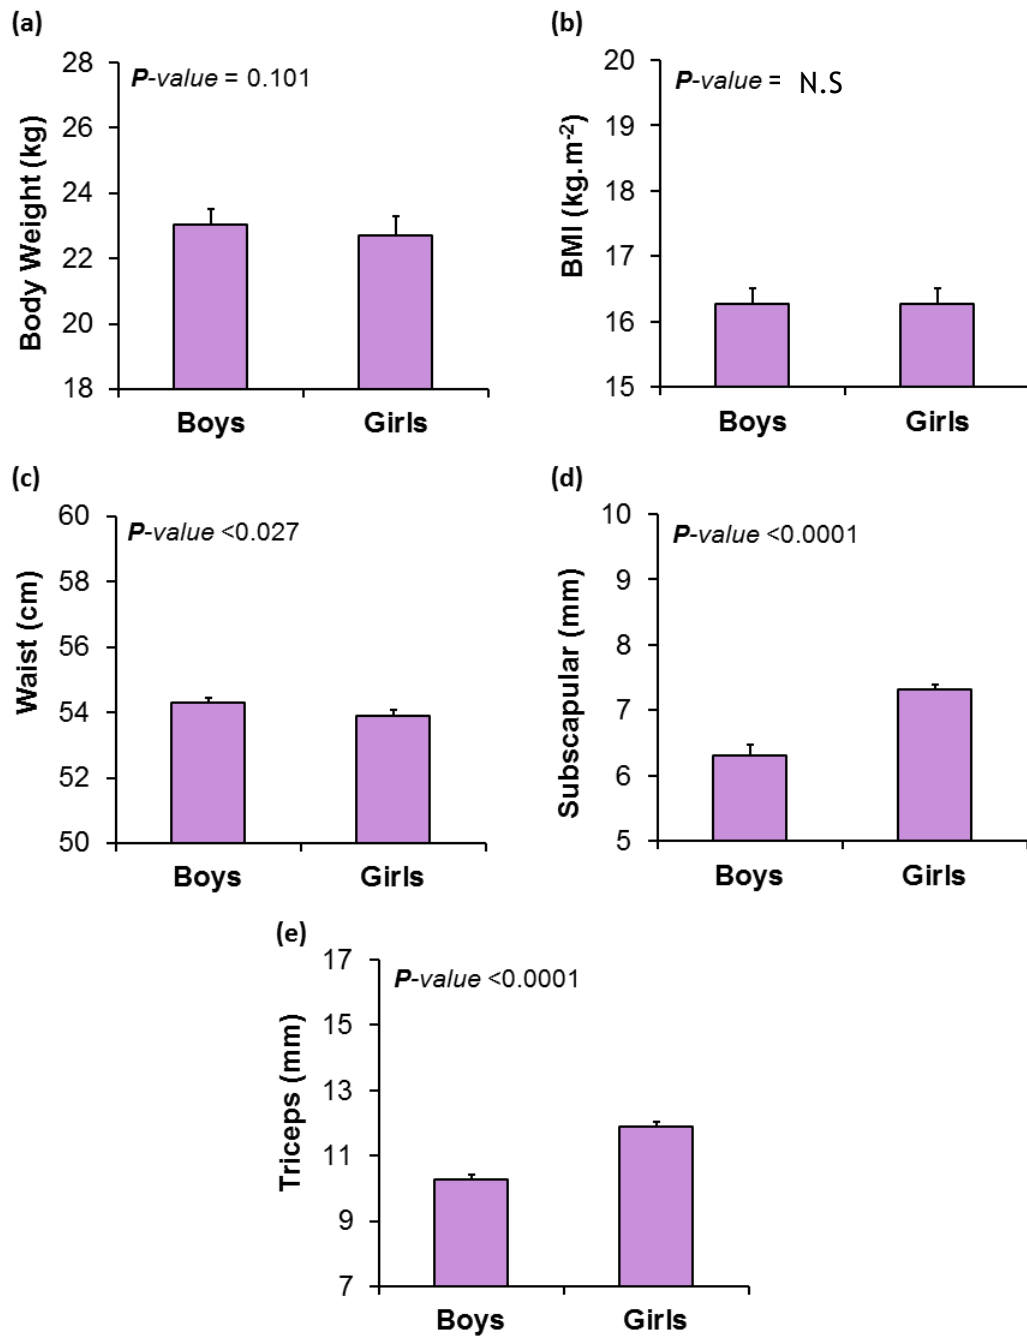 (a)
P-value = 0.101
Body Weight (kg)
28
26
24
22
20
18
Boys Girls
(b)
P-value = N.S
BMI (kg.m-2)
20
19
18
17
16
15
Boys Girls
(c)
P-value <0.027
Waist (cm)
60
58
56
54
52
50
Boys Girls
(d)
P-value <0.0001
Subscapular (mm)
10
9
8
7
6
5
Boys Girls
(e)
P-value <0.0001
Triceps (mm)
17
15
13
11
9
7
Boys Girls